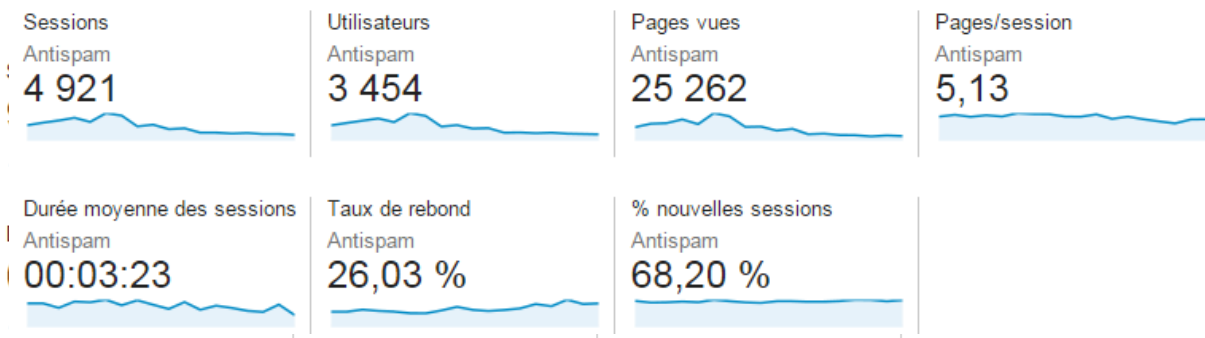 Sessions
Antispam
4 921
Utilisateurs
Antispam
3 454
Pages vues
Antispam
25 262
Pages/session
Antispam
5,13
Durée moyenne des sessions
Antispam
00:03:23
Taux de rebond
Antispam
26,03 %
% nouvelles sessions
Antispam
68,20 %